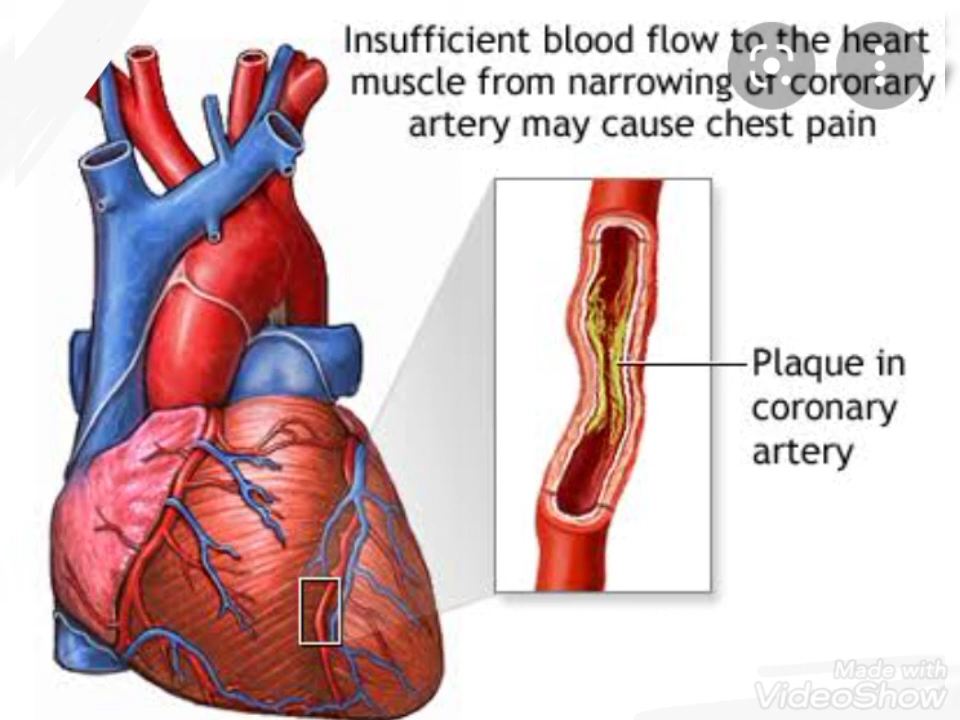 Insufficient blood flow to the heart
muscle from narrowing of coronary
artery may cause chest pain
Plaque in
coronary
artery
Made with
VideoShow